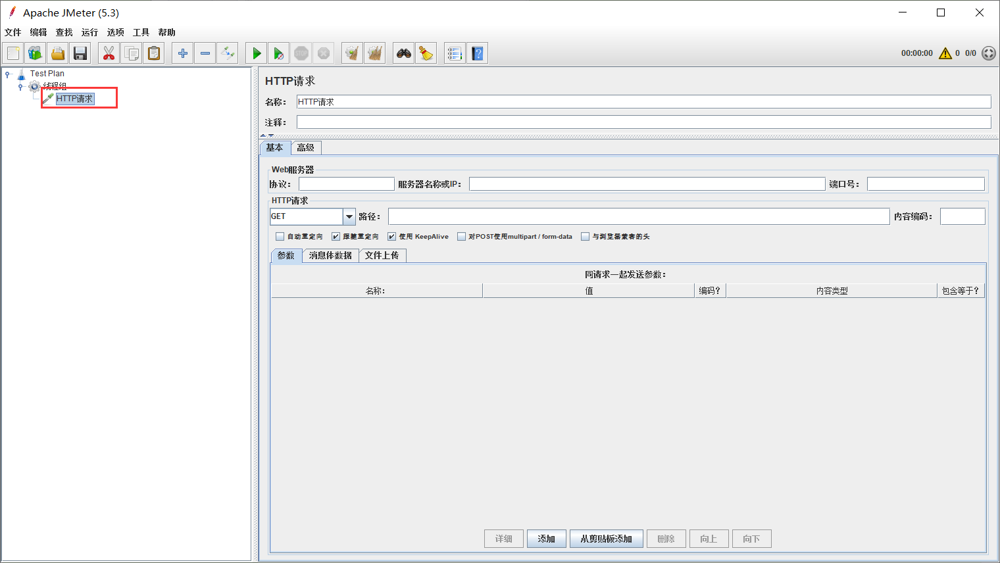 Apache JMeter (5.3)
文件 编辑 查找 运行 选项 工具 帮助
STOP
00:00:00 0 0/0
Test Plan
线程组
HTTP请求
HTTP请求
名称： HTTP请求
注释：
基本 高级
Web服务器
协议： 服务器名称或IP： 端口号：
HTTP请求
GET 路径： 内容编码：
自动重定向 跟随重定向 使用 KeepAlive 对POST使用multipart / form-data 与浏览器兼容的头
参数 消息体数据 文件上传
同请求一起发送参数：
名称： 值 编码？ 内容类型 包含等于？
详细 添加 从剪贴板添加 删除 向上 向下